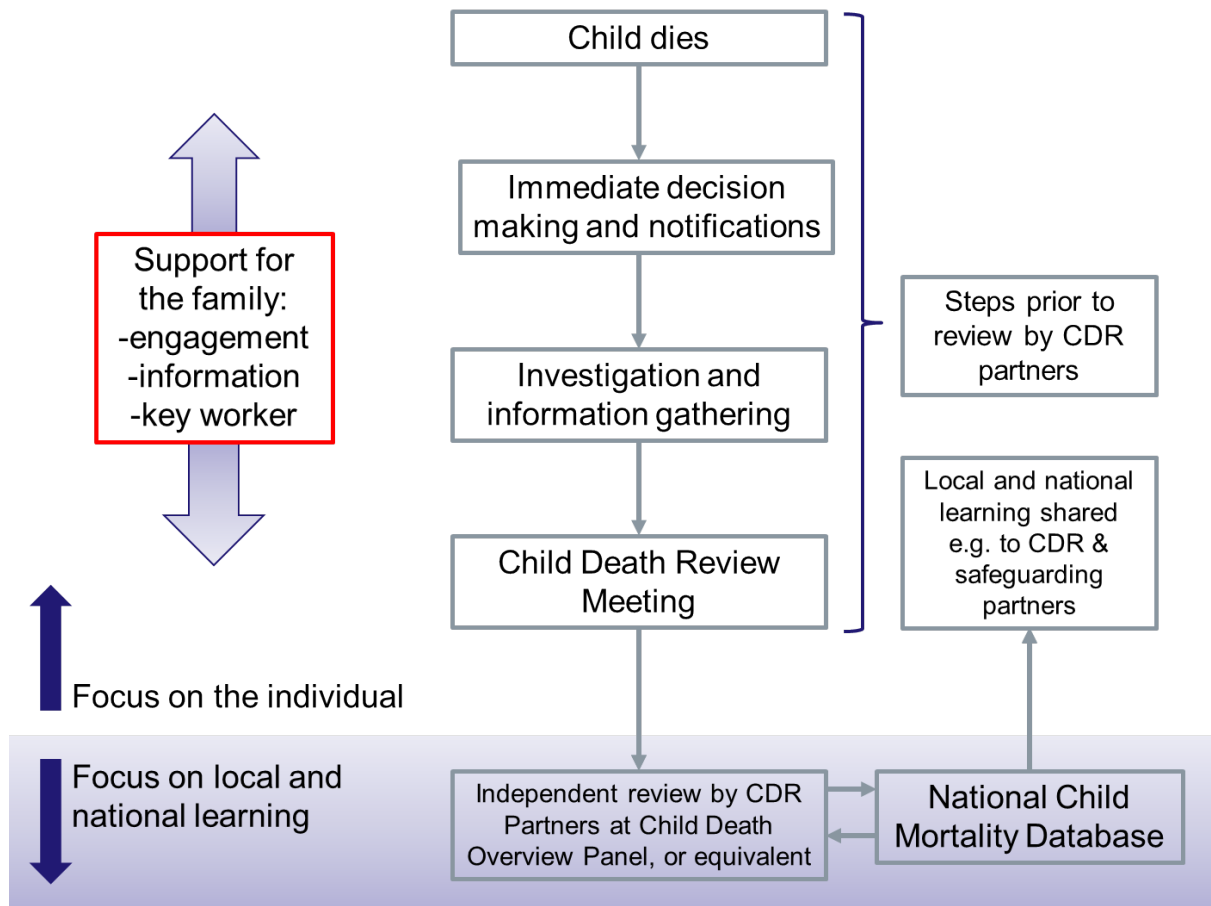 Child dies
Immediate decision
making and notifications
Support for
the family:
-engagement
-information
-key worker
Steps prior to
review by CDR
partners
Investigation and
information gathering
Local and national
learning shared
e.g. to CDR &
safeguarding
partners
Child Death Review
Meeting
Focus on the individual
Focus on local and
national learning
Independent review by CDR
Partners at Child Death
Overview Panel, or equivalent
National Child
Mortality Database